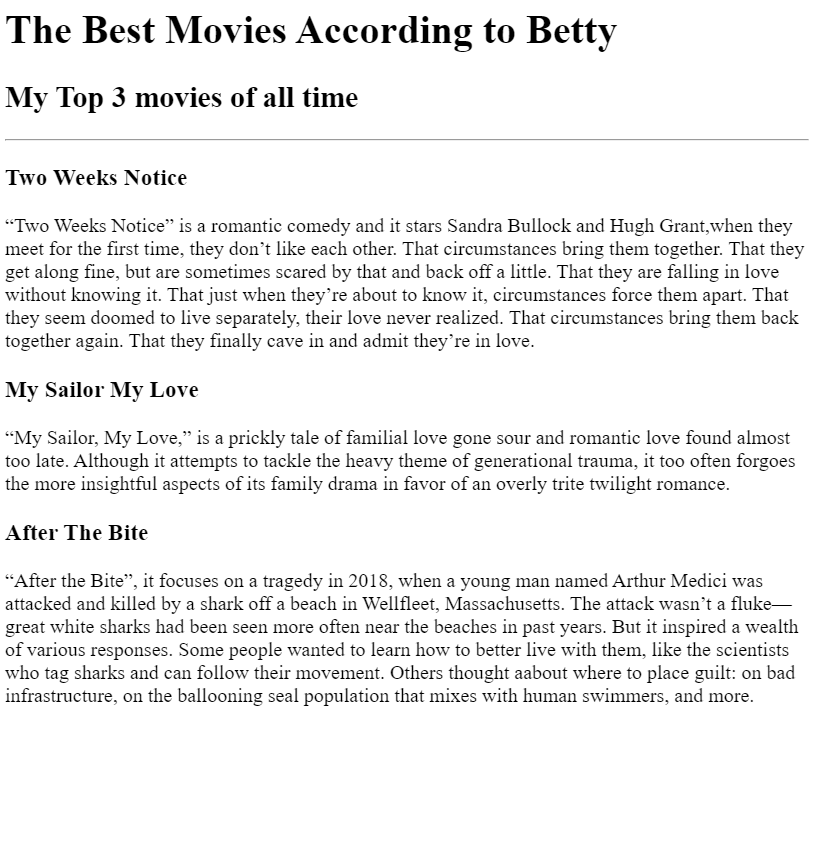 The Best Movies According to Betty
My Top 3 movies of all time
Two Weeks Notice
“Two Weeks Notice” is a romantic comedy and it stars Sandra Bullock and Hugh Grant,when they
meet for the first time, they don’t like each other. That circumstances bring them together. That they
get along fine, but are sometimes scared by that and back off a little. That they are falling in love
without knowing it. That just when they’re about to know it, circumstances force them apart. That
they seem doomed to live separately, their love never realized. That circumstances bring them back
together again. That they finally cave in and admit they’re in love.
My Sailor My Love
“My Sailor, My Love,” is a prickly tale of familial love gone sour and romantic love found almost
too late. Although it attempts to tackle the heavy theme of generational trauma, it too often forgoes
the more insightful aspects of its family drama in favor of an overly trite twilight romance.
After The Bite
“After the Bite”, it focuses on a tragedy in 2018, when a young man named Arthur Medici was
attacked and killed by a shark off a beach in Wellfleet, Massachusetts. The attack wasn’t a fluke—
great white sharks had been seen more often near the beaches in past years. But it inspired a wealth
of various responses. Some people wanted to learn how to better live with them, like the scientists
who tag sharks and can follow their movement. Others thought aabout where to place guilt: on bad
infrastructure, on the ballooning seal population that mixes with human swimmers, and more.